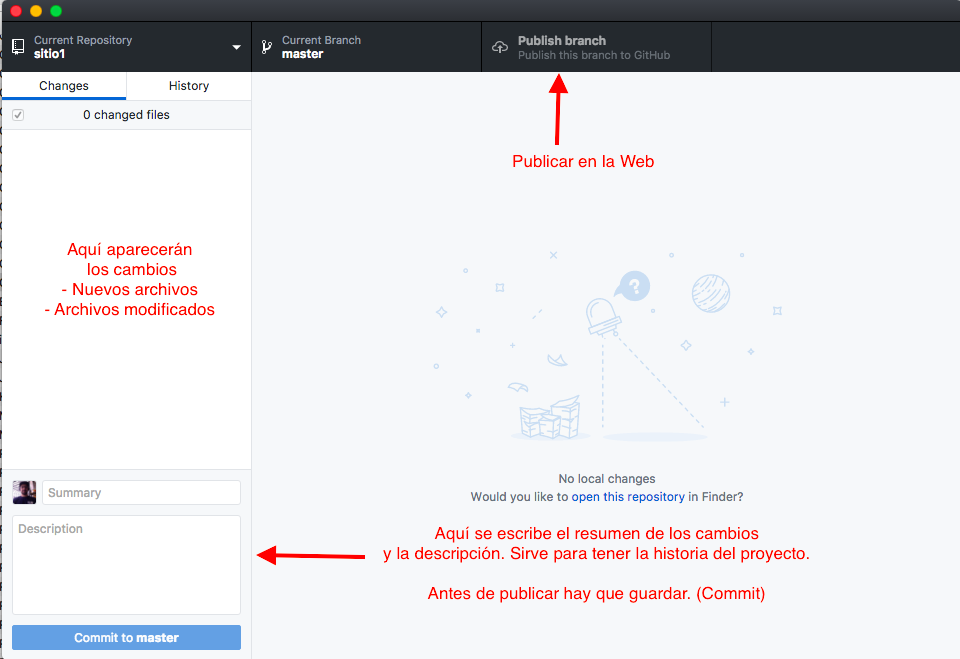 Current Repository
sitio1
Current Branch
master
Publish branch
Publish this branch to GitHub
Changes
History
0 changed files
Publicar en la Web
Aquí aparecerán
los cambios
- Nuevos archivos
- Archivos modificados
?
No local changes
Would you like to open this repository in Finder?
Summary
Description
Aquí se escribe el resumen de los cambios
y la descripción. Sirve para tener la historia del proyecto.
Antes de publicar hay que guardar. (Commit)
Commit to master